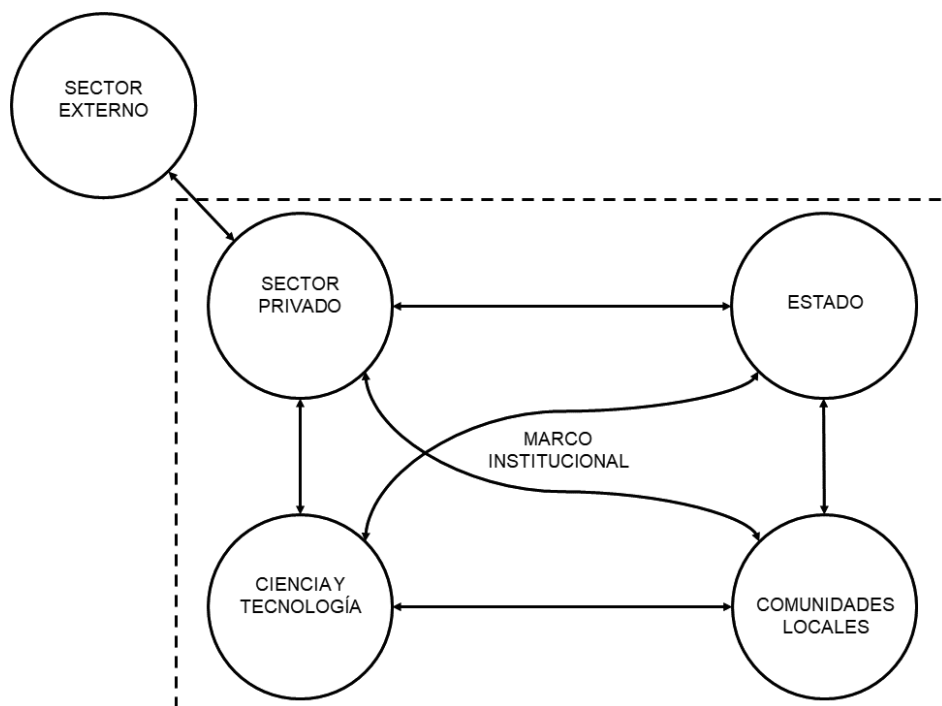 SECTOR
EXTERNO
SECTOR
PRIVADO
ESTADO
MARCO
INSTITUCIONAL
CIENCIA Y
TECNOLOGÍA
COMUNIDADES
LOCALES